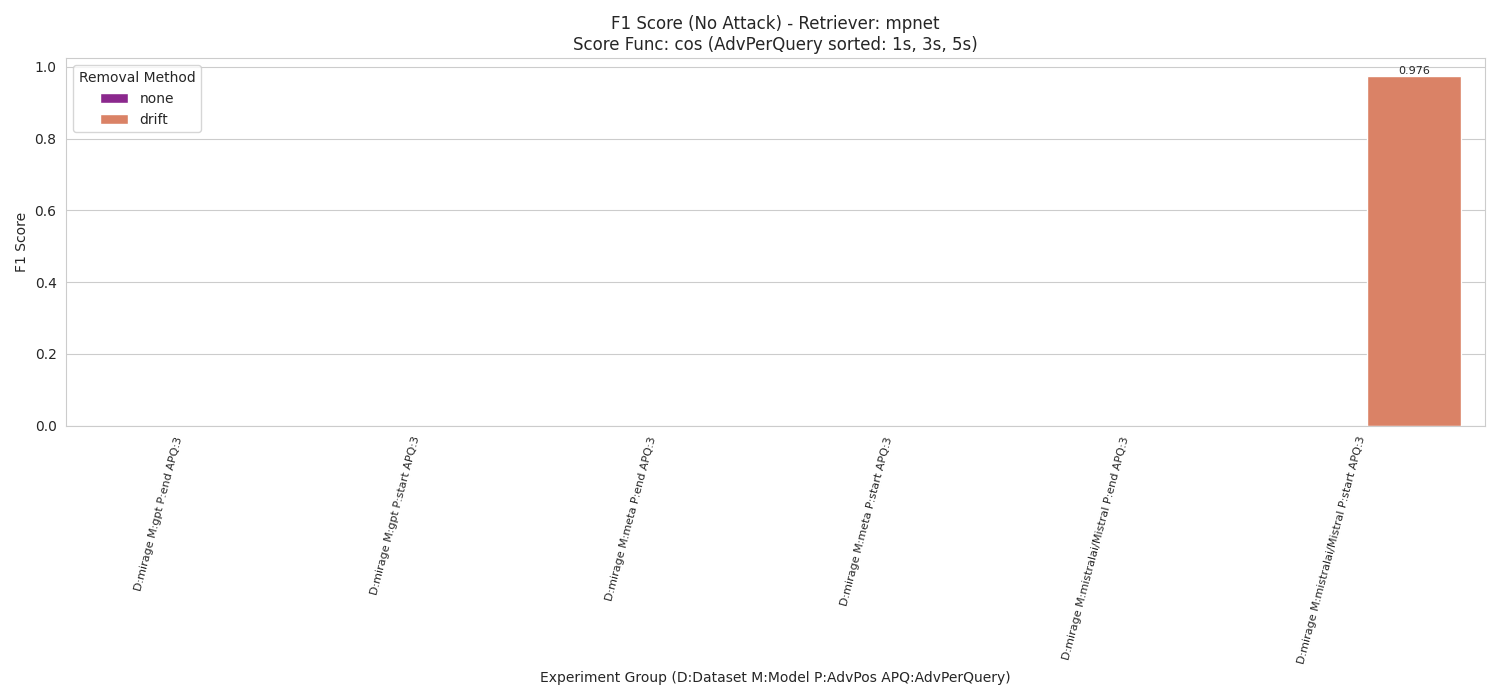 F1 Score (No Attack) - Retriever: mpnet
Score Func: cos (AdvPerQuery sorted: 1s, 3s, 5s)
Removal Method
none
drift
0.976
F1 Score
1.0
0.8
0.6
0.4
0.2
0.0
D:mirage M:gpt P:end APQ:3
D:mirage M:gpt P:start APQ:3
D:mirage M:meta P:end APQ:3
D:mirage M:meta P:start APQ:3
D:mirage M:mistralai/Mistral P:end APQ:3
D:mirage M:mistralai/Mistral P:start APQ:3
Experiment Group (D:Dataset M:Model P:AdvPos APQ:AdvPerQuery)